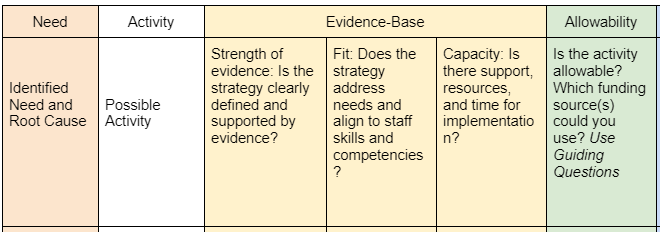 Need
Activity
Evidence-Base
Allowability
Identified
Need and
Root Cause
Possible
Activity
Strength of
evidence: Is the
strategy clearly
defined and
supported by
evidence?
Fit: Does the
strategy
address
needs and
align to staff
skills and
competencies
?
Capacity: Is
there support,
resources,
and time for
implementatio
n?
Is the activity
allowable?
Which funding
source(s)
could you
use? Use
Guiding
Questions